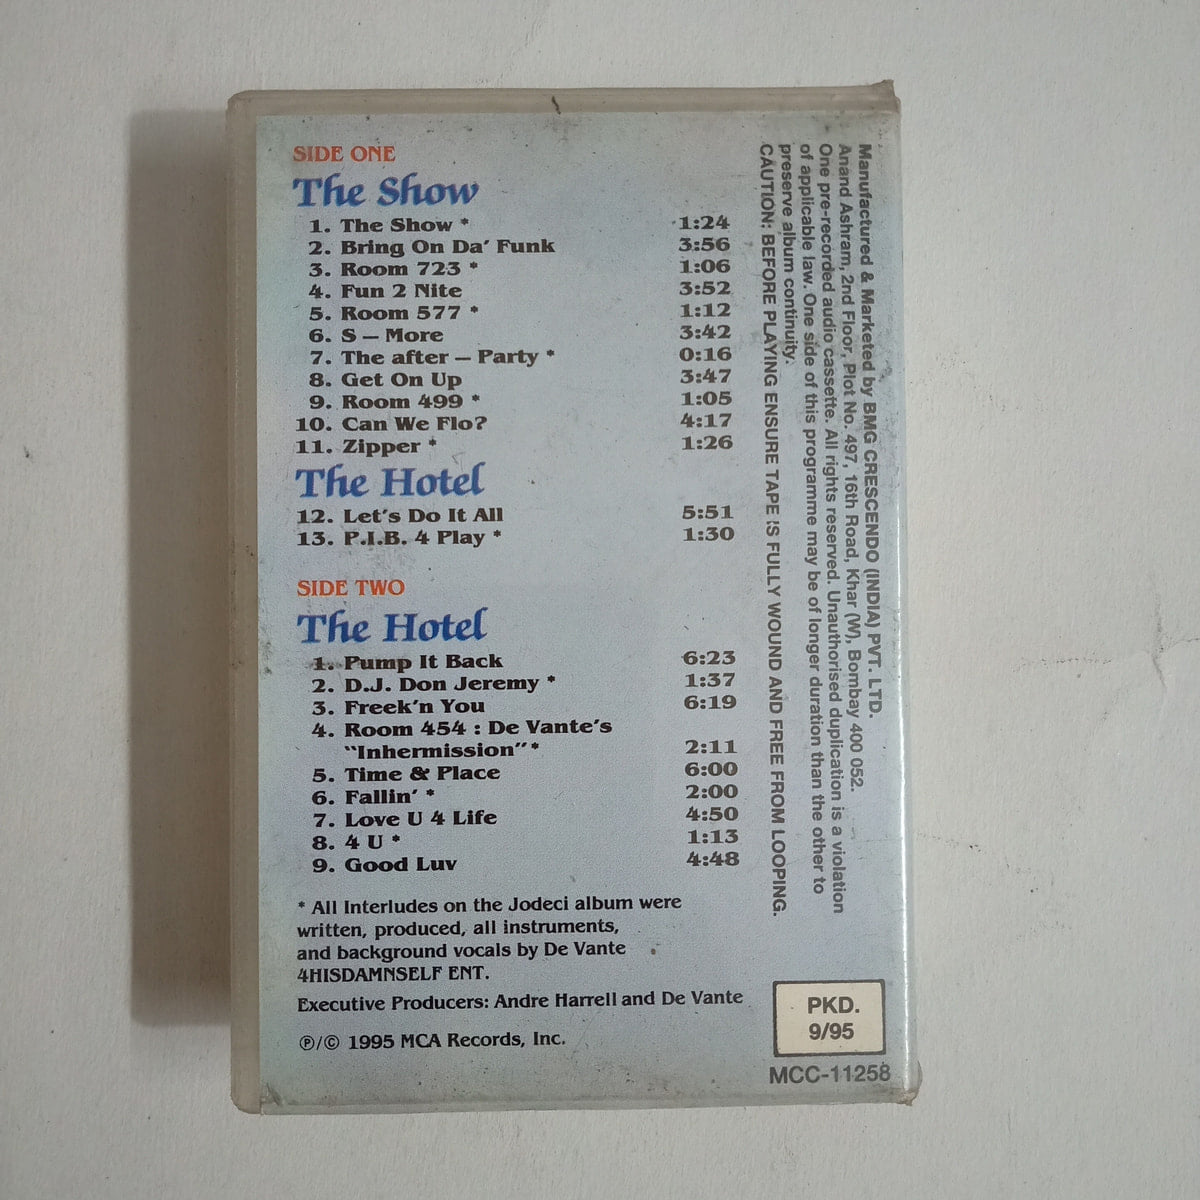 SIDE ONE
The Show
1. The Show * 1:24
2. Bring On Da' Funk 3:56
3. Room 723 * 1:06
4. Fun 2 Nite 3:52
5. Room 577 * 1:12
6. S – More 3:42
7. The after – Party * 0:16
8. Get On Up 3:47
9. Room 499 * 1:05
10. Can We Flo? 4:17
11. Zipper * 1:26
The Hotel
12. Let's Do It All 5:51
13. P.I.B. 4 Play * 1:30
SIDE TWO
The Hotel
1. Pump It Back 6:23
2. D.J. Don Jeremy * 1:37
3. Freek'n You 6:19
4. Room 454 : De Vante's
"Inhermission" * 2:11
5. Time & Place 6:00
6. Fallin' * 2:00
7. Love U 4 Life 4:50
8. 4 U * 1:13
9. Good Luv 4:48
* All Interludes on the Jodeci album were
written, produced, all instruments,
and background vocals by De Vante
4HISDAMNSELF ENT.
Executive Producers: Andre Harrell and De Vante
℗/© 1995 MCA Records, Inc.
Manufactured & Marketed by BMG CRESCENDO (INDIA) PVT. LTD.
Anand Ashram, 2nd Floor, Plot No. 497, 16th Road, Khar (W), Bombay 400 052.
One pre-recorded audio cassette. All rights reserved. Unauthorised duplication is a violation
of applicable law. One side of this programme may be of longer duration than the other to
preserve album continuity.
CAUTION: BEFORE PLAYING ENSURE TAPE IS FULLY WOUND AND FREE FROM LOOPING.
PKD.
9/95
MCC-11258